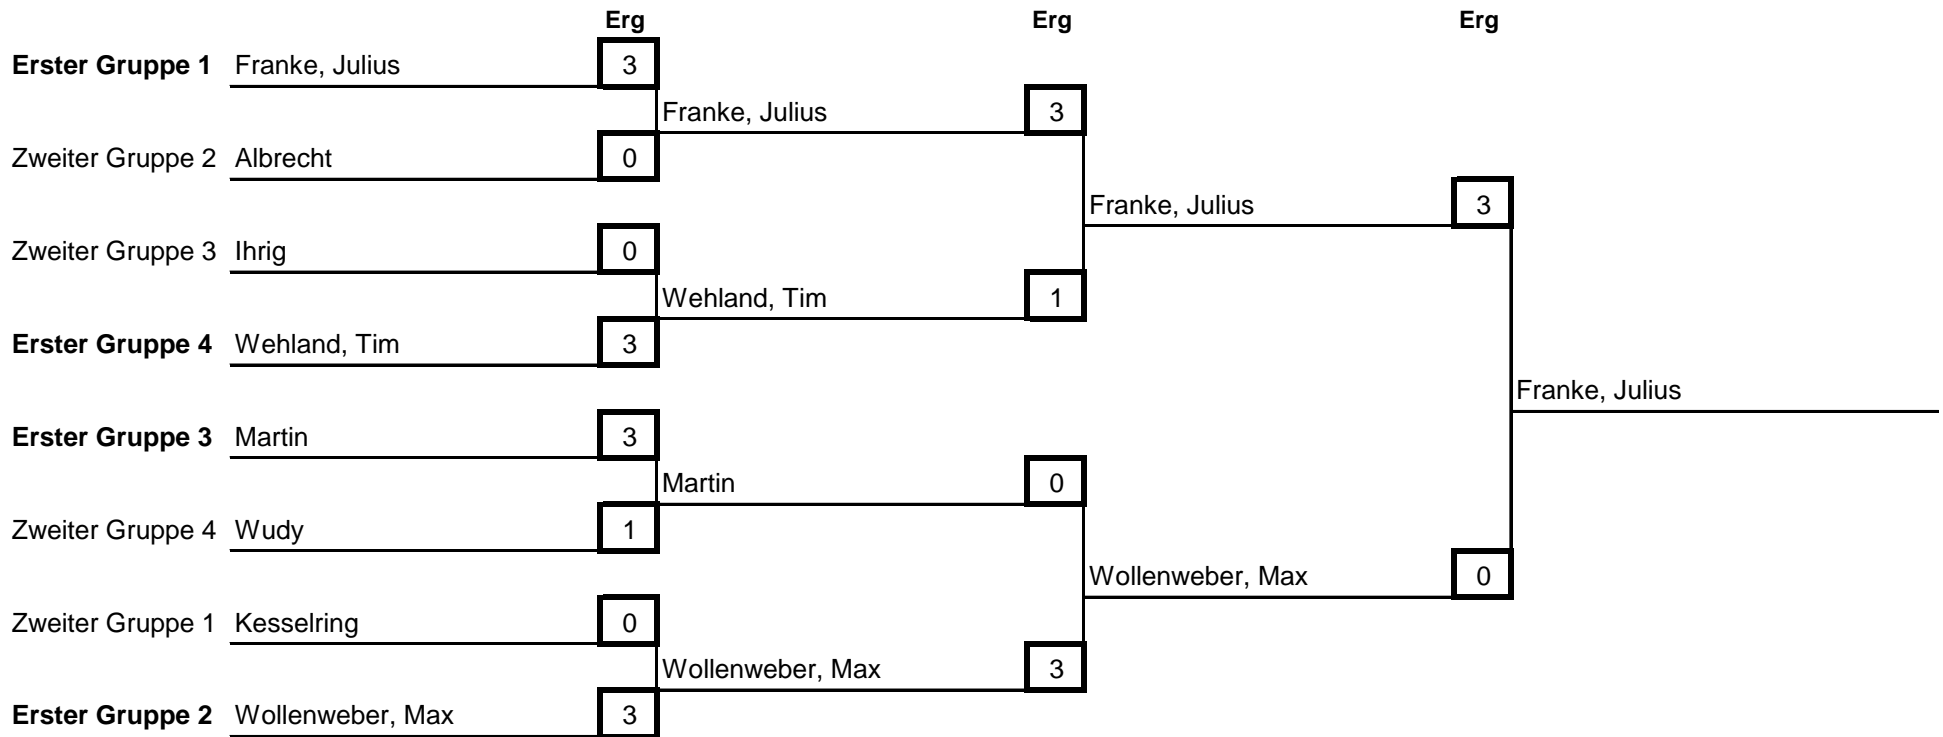 Erg Erg Erg
Erster Gruppe 1 Franke, Julius 3
Franke, Julius 3
Zweiter Gruppe 2 Albrecht 0
Franke, Julius 3
Zweiter Gruppe 3 Ihrig 0
Wehland, Tim 1
Erster Gruppe 4 Wehland, Tim 3
Franke, Julius
Erster Gruppe 3 Martin 3
Martin 0
Zweiter Gruppe 4 Wudy 1
Wollenweber, Max 0
Zweiter Gruppe 1 Kesselring 0
Wollenweber, Max 3
Erster Gruppe 2 Wollenweber, Max 3